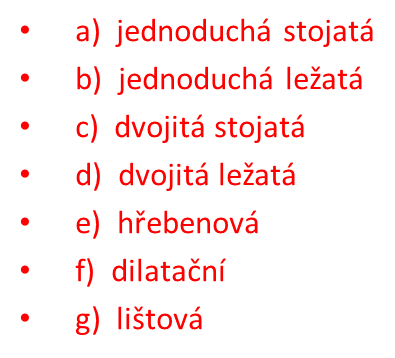 • a) jednoduchá stojatá
• b) jednoduchá ležatá
• c) dvojitá stojatá
• d) dvojitá ležatá
• e) hřebenová
• f) dilatační
• g) lištová